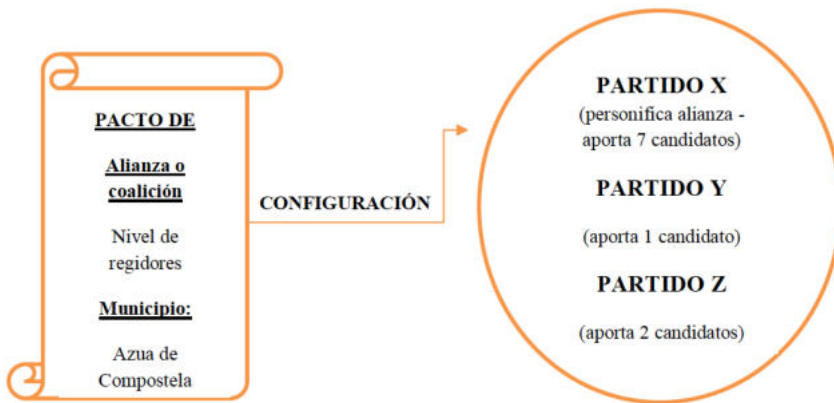 PACTO DE
Alianza o
coalición
Nivel de
regidores
Municipio:
Azua de
Compostela
CONFIGURACIÓN
PARTIDO X
(personifica alianza -
aporta 7 candidatos)
PARTIDO Y
(aporta 1 candidato)
PARTIDO Z
(aporta 2 candidatos)